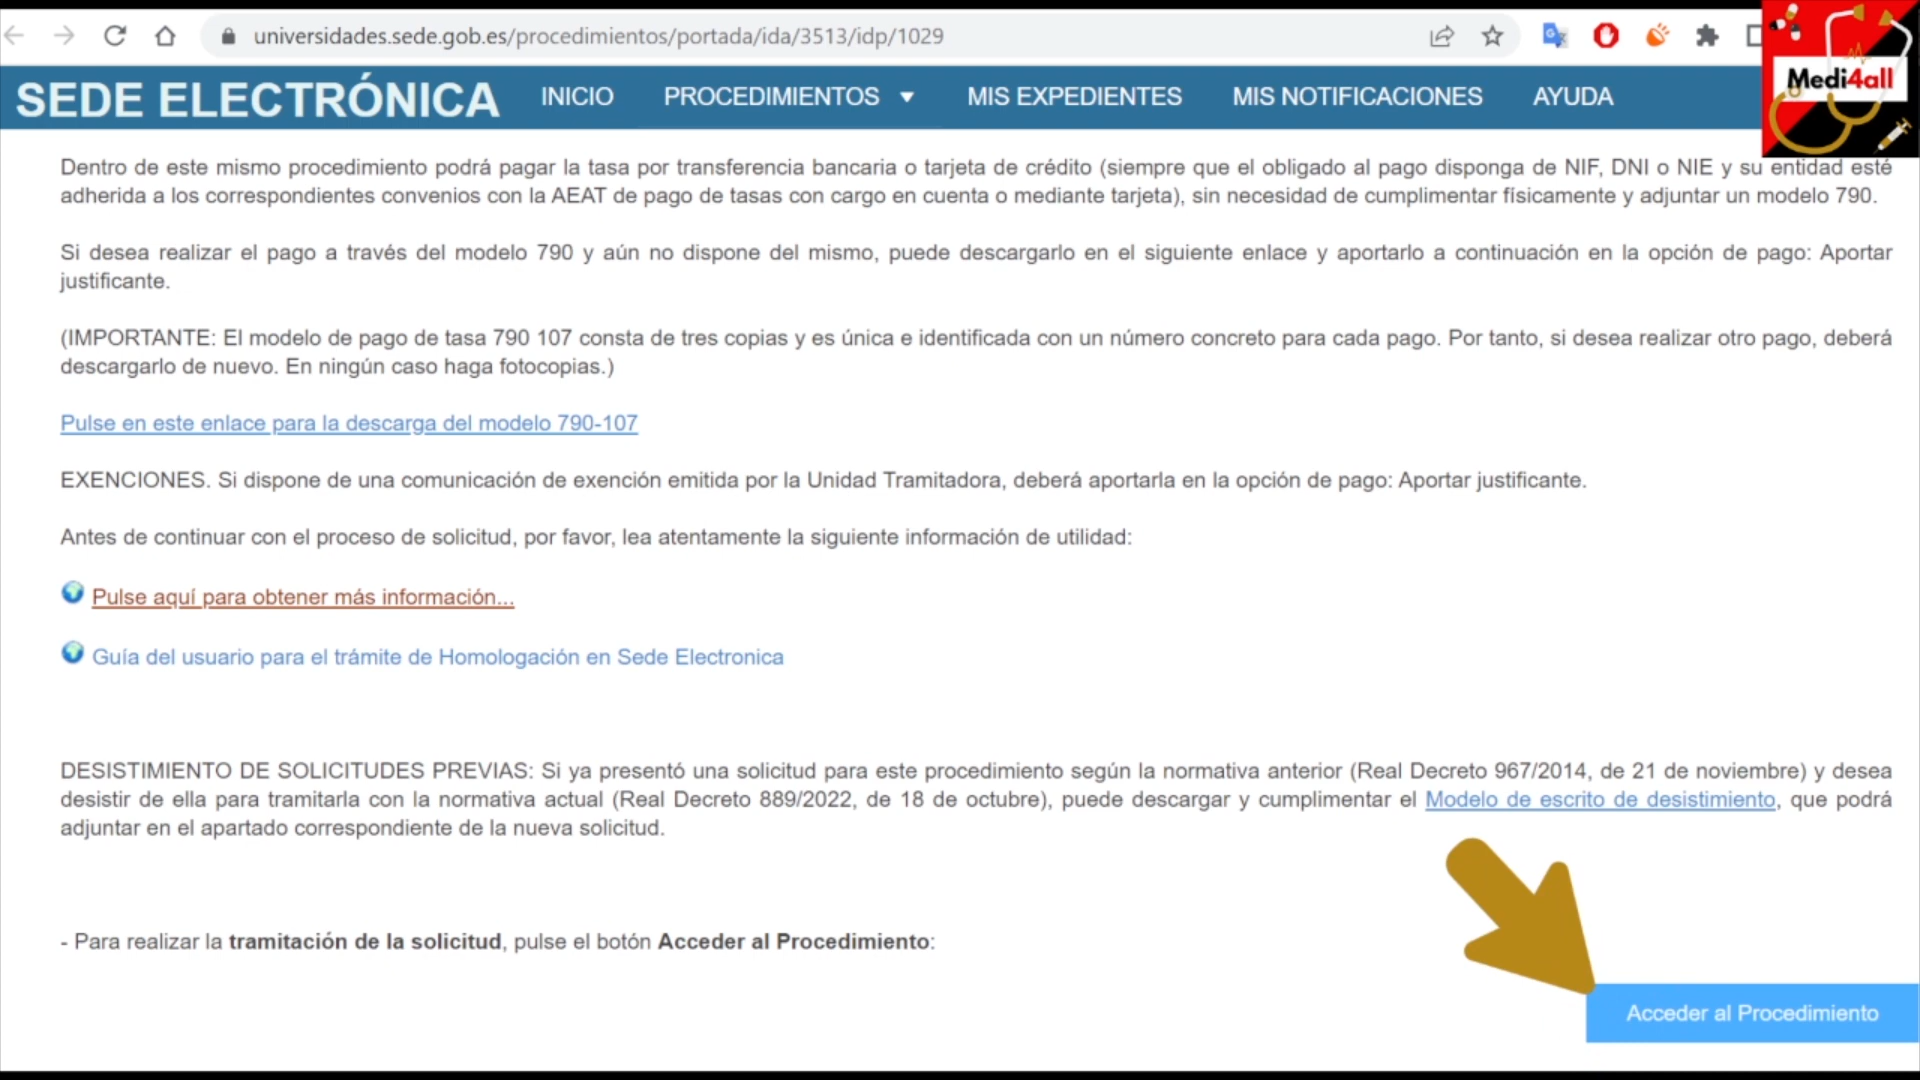 universidades.sede.gob.es/procedimientos/portada/ida/3513/idp/1029
Medi4all
SEDE ELECTRÓNICA INICIO PROCEDIMIENTOS MIS EXPEDIENTES MIS NOTIFICACIONES AYUDA
Dentro de este mismo procedimiento podrá pagar la tasa por transferencia bancaria o tarjeta de crédito (siempre que el obligado al pago disponga de NIF, DNI o NIE y su entidad esté
adherida a los correspondientes convenios con la AEAT de pago de tasas con cargo en cuenta o mediante tarjeta), sin necesidad de cumplimentar físicamente y adjuntar un modelo 790.
Si desea realizar el pago a través del modelo 790 y aún no dispone del mismo, puede descargarlo en el siguiente enlace y aportarlo a continuación en la opción de pago: Aportar
justificante.
(IMPORTANTE: El modelo de pago de tasa 790 107 consta de tres copias y es única e identificada con un número concreto para cada pago. Por tanto, si desea realizar otro pago, deberá
descargarlo de nuevo. En ningún caso haga fotocopias.)
Pulse en este enlace para la descarga del modelo 790-107
EXENCIONES. Si dispone de una comunicación de exención emitida por la Unidad Tramitadora, deberá aportarla en la opción de pago: Aportar justificante.
Antes de continuar con el proceso de solicitud, por favor, lea atentamente la siguiente información de utilidad:
Pulse aquí para obtener más información...
Guía del usuario para el trámite de Homologación en Sede Electronica
DESISTIMIENTO DE SOLICITUDES PREVIAS: Si ya presentó una solicitud para este procedimiento según la normativa anterior (Real Decreto 967/2014, de 21 de noviembre) y desea
desistir de ella para tramitarla con la normativa actual (Real Decreto 889/2022, de 18 de octubre), puede descargar y cumplimentar el Modelo de escrito de desistimiento, que podrá
adjuntar en el apartado correspondiente de la nueva solicitud.
- Para realizar la tramitación de la solicitud, pulse el botón Acceder al Procedimiento:
Acceder al Procedimiento